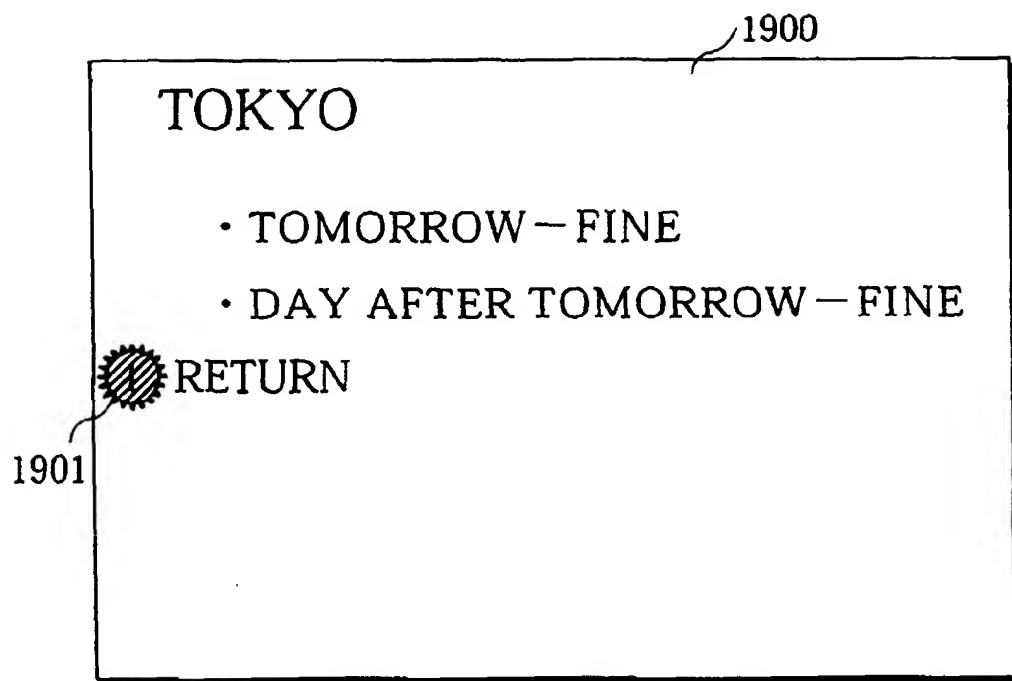 1900
TOKYO
・TOMORROW－FINE
・DAY AFTER TOMORROW－FINE
RETURN
1901